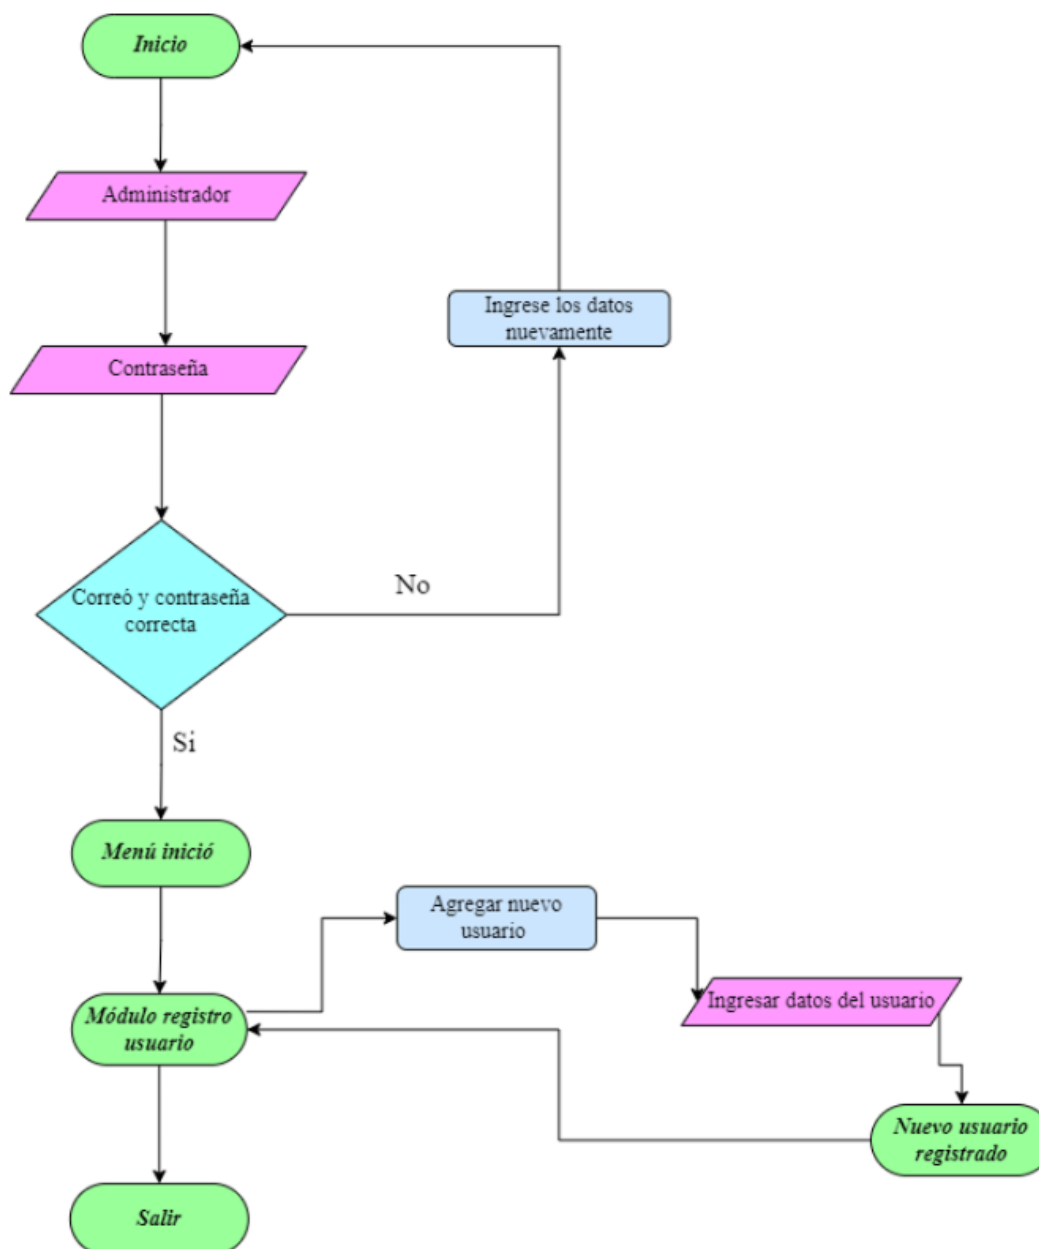 Inicio
Administrador
Ingrese los datos
nuevamente
Contraseña
Correó y contraseña
correcta
No
Si
Menú inició
Agregar nuevo
usuario
Ingresar datos del usuario
Módulo registro
usuario
Nuevo usuario
registrado
Salir